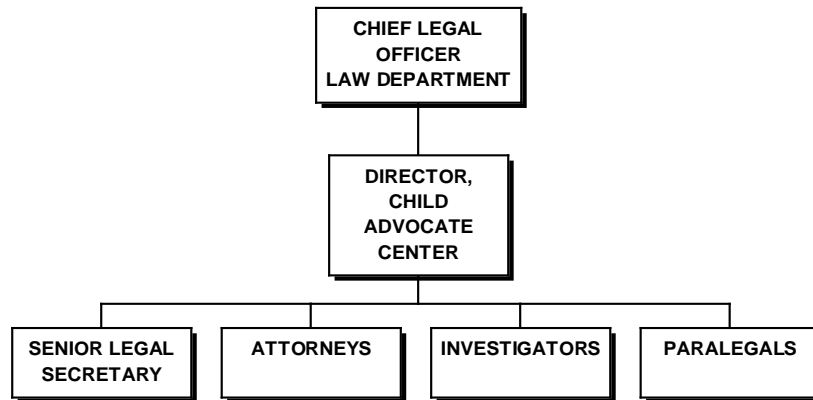 CHIEF LEGAL
OFFICER
LAW DEPARTMENT
DIRECTOR,
CHILD
ADVOCATE
CENTER
SENIOR LEGAL
SECRETARY
ATTORNEYS
INVESTIGATORS
PARALEGALS